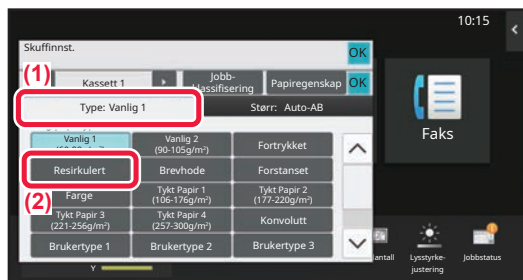 10:15
Skuffinnst.
OK
(1)
Kassett 1
Jobb-
klassifisering
Papiregenskap
OK
Type: Vanlig 1
Størr: Auto-AB
Vanlig 1
Vanlig 2
(90-105g/m²)
Fortrykket
Resirkulert
Brevhode
Forstanset
(2)
Farge
Tykt Papir 1
(106-176g/m²)
Tykt Papir 2
(177-220g/m²)
Tykt Papir 3
(221-256g/m²)
Tykt Papir 4
(257-300g/m²)
Konvolutt
Brukertype 1
Brukertype 2
Brukertype 3
Faks
Y
lantall
Lysstyrke-
justering
Jobbstatus